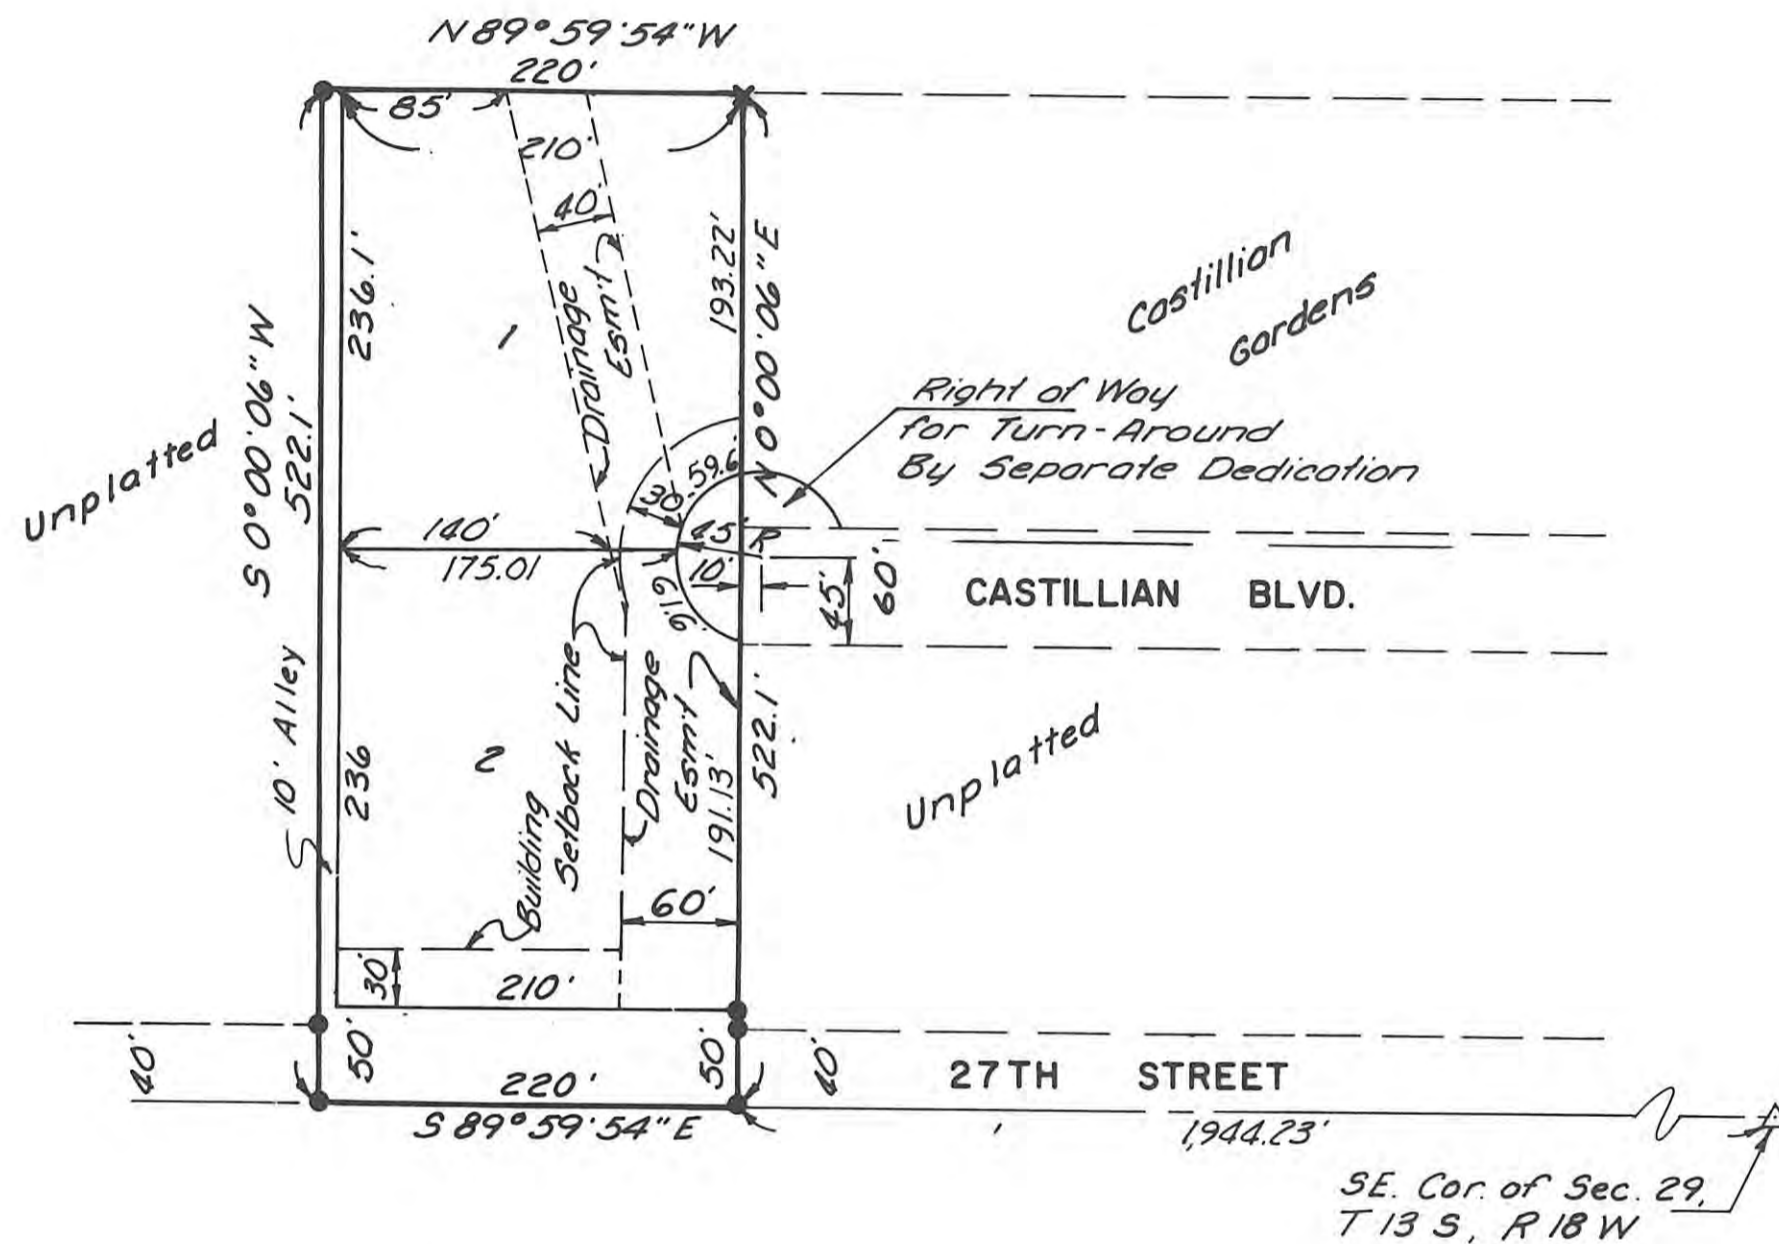 N 89° 59' 54" W
220'
85'
210'
40'
Drainage
Esm't
236.1'
1
193.22'
N 0° 00' 06" E
S 0° 00' 06" W
522.1'
Unplatted
Castillion
Gardens
Right of Way
for Turn-Around
By Separate Dedication
59.6
30
45' R
10'
61.6
140'
175.01
45'
60'
CASTILLIAN BLVD.
10' Alley
236
2
Building
Setback Line
Drainage
Esm't
191.13'
522.1'
Unplatted
60'
30'
210'
40'
50'
220'
50'
40'
S 89° 59' 54" E
27TH STREET
1,944.23'
SE. Cor. of Sec. 29,
T 13 S, R 18 W